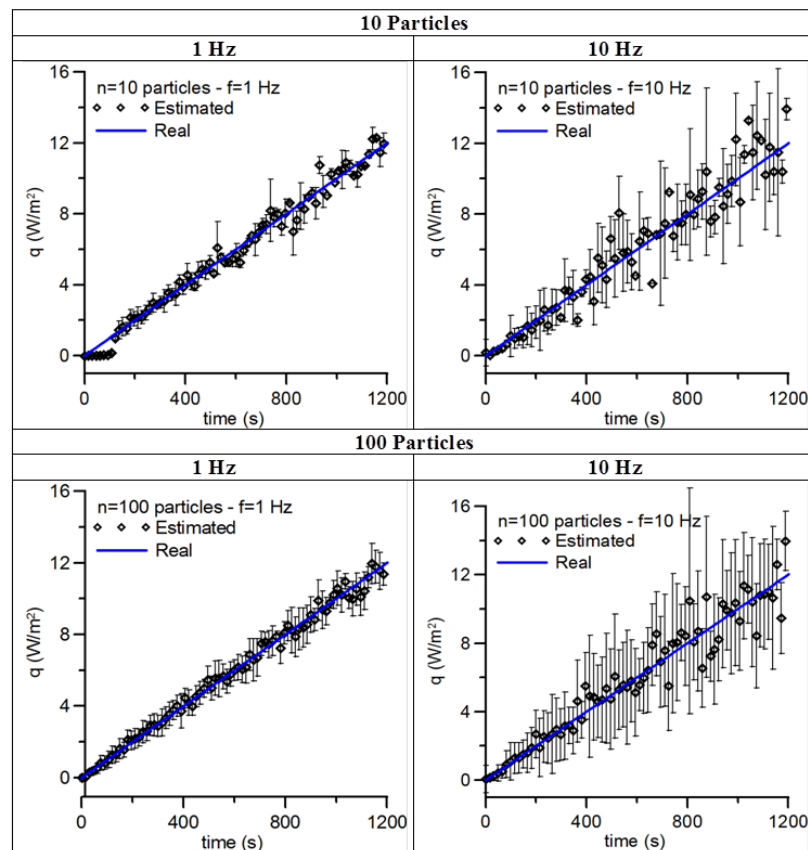 10 Particles
1 Hz 10 Hz
16
12
8
4
0
q (W/m²)
n=10 particles - f=1 Hz
Estimated
Real
0 400 800 1200
time (s)
16
12
8
4
0
q (W/m²)
n=10 particles - f=10 Hz
Estimated
Real
0 400 800 1200
time (s)
100 Particles
1 Hz 10 Hz
16
12
8
4
0
q (W/m²)
n=100 particles - f=1 Hz
Estimated
Real
0 400 800 1200
time (s)
16
12
8
4
0
q (W/m²)
n=100 particles - f=10 Hz
Estimated
Real
0 400 800 1200
time (s)